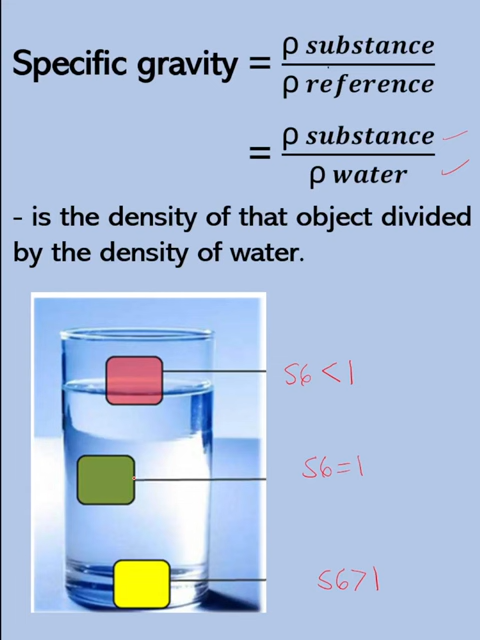 Specific gravity = ρ substance / ρ reference
= ρ substance / ρ water
- is the density of that object divided
by the density of water.
SG < 1
SG = 1
SG > 1